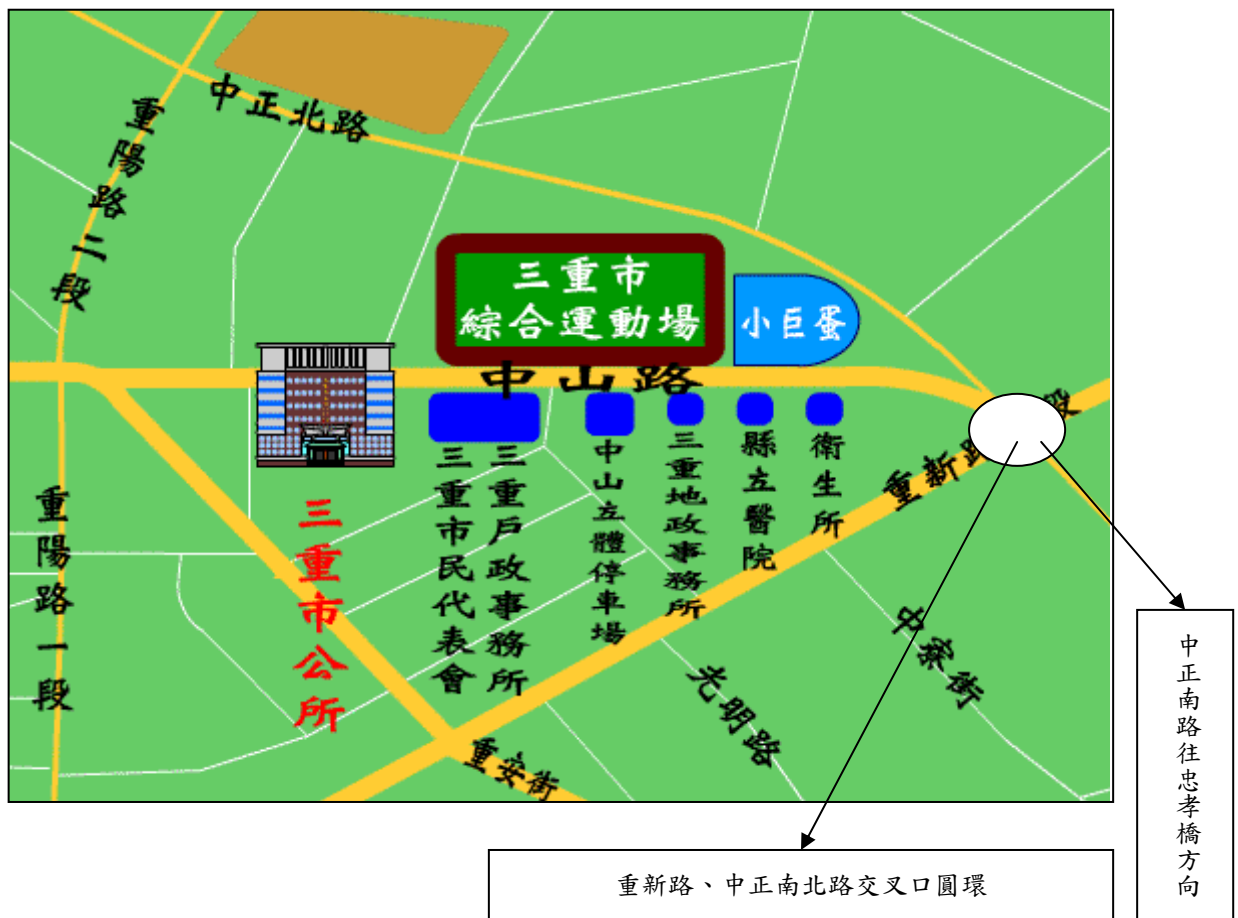 中正北路
重陽路二段
三重市
綜合運動場
小巨蛋
中山路
重新路
段
三重市公所
三重市民代表會
三重戶政事務所
中山立體停車場
三重地政事務所
縣立醫院
衛生所
重陽路一段
重安街
光明路
中寮街
中正南路往忠孝橋方向
重新路、中正南北路交叉口圓環